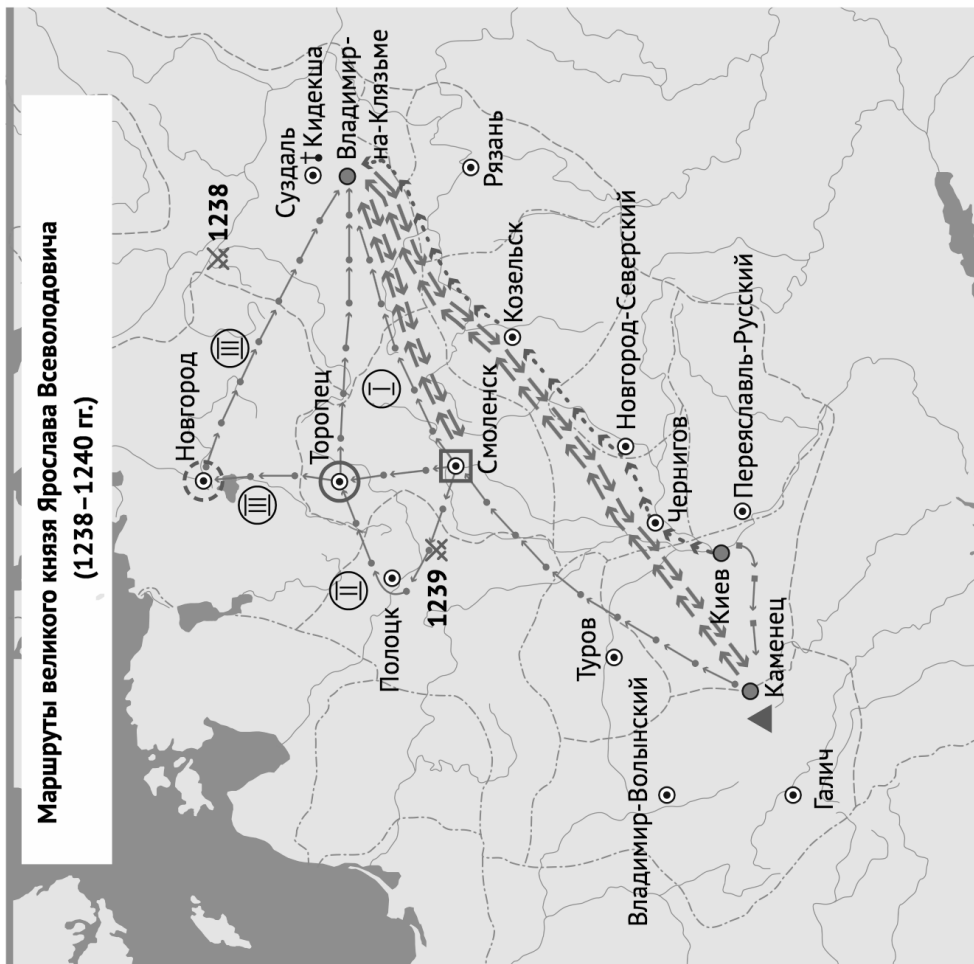 Маршруты великого князя Ярослава Всеволодовича
(1238–1240 гг.)
Новгород
III
III
1238
Суздаль
Кидекша
Владимир-
на-Клязьме
Торопец
I
II
Полоцк
1239
Смоленск
Рязань
Козельск
Новгород-Северский
Чернигов
Переяславль-Русский
Киев
Туров
Каменец
Владимир-Волынский
Галич